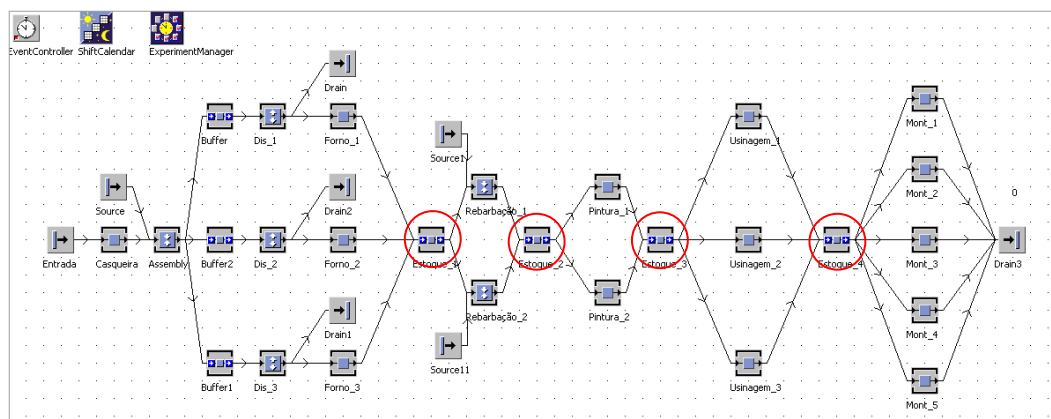 EventController ShiftCalendar ExperimentManager
Drain
Mont_1
Buffer Dis_1 Forno_1 Usinagem_1
Source1
Mont_2
0
Drain2
Source Rebarbação_1 Pintura_1
Entrada Casqueira Assembly Buffer2 Dis_2 Forno_2 Estoque_1 Estoque_2 Estoque_3 Usinagem_2 Estoque_4 Mont_3 Drain3
Drain1 Rebarbação_2 Pintura_2 Mont_4
Source11
Buffer1 Dis_3 Forno_3 Usinagem_3
Mont_5